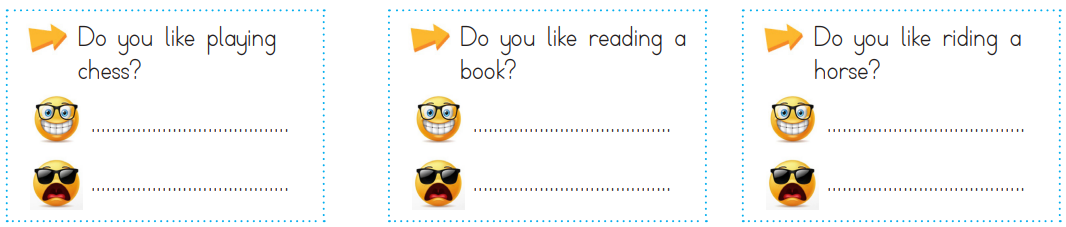 Do you like playing
chess?
Do you like reading a
book?
Do you like riding a
horse?